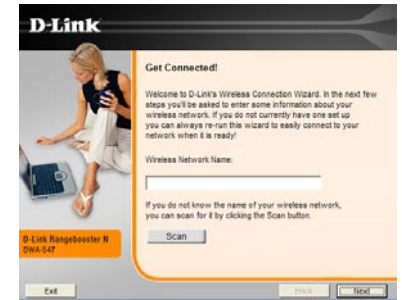 D-Link
Get Connected!
Welcome to D-Link's Wireless Connection Wizard. In the next few
steps you'll be asked to enter some information about your
wireless network. If you do not currently have one set up
you can always re-run this wizard to easily connect to your
network when it is ready!
Wireless Network Name:
If you do not know the name of your wireless network,
you can scan for it by clicking the Scan button.
Scan
D-Link Rangebooster N
DWA-547
Exit
Back
Next